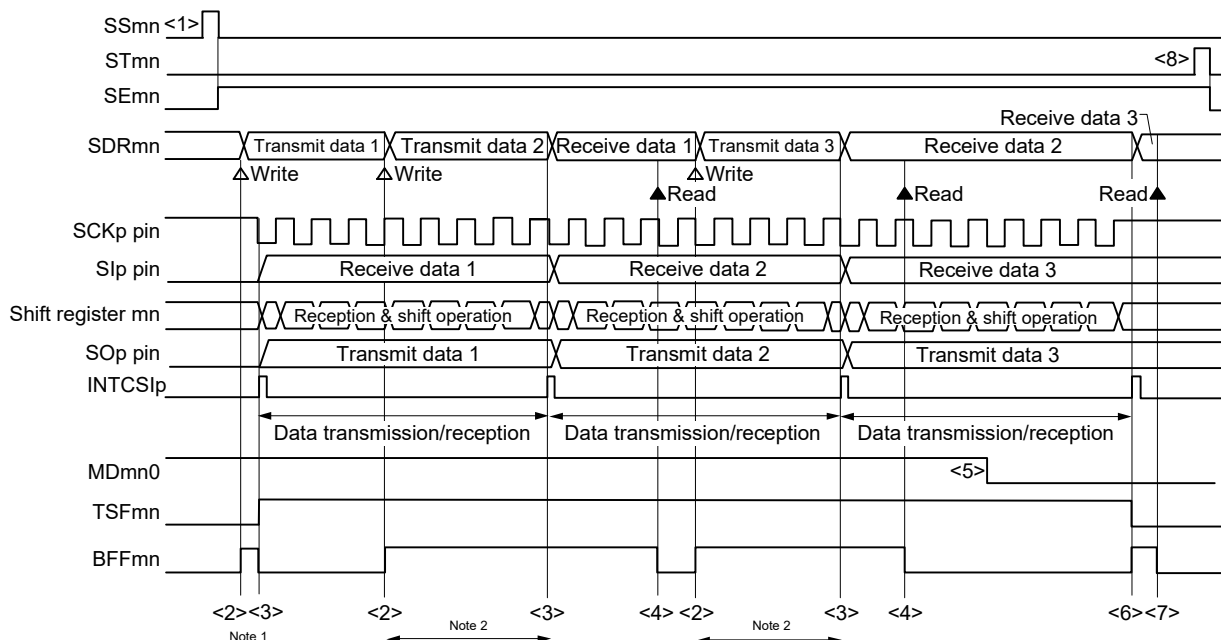 SSmn <1>
STmn <8>
SEmn
SDRmn Transmit data 1 Transmit data 2 Receive data 1 Transmit data 3 Receive data 2 Receive data 3
Write Write Read Write Read Read
SCKp pin
SIp pin Receive data 1 Receive data 2 Receive data 3
Shift register mn Reception & shift operation Reception & shift operation Reception & shift operation
SOp pin Transmit data 1 Transmit data 2 Transmit data 3
INTCSIp
Data transmission/reception Data transmission/reception Data transmission/reception
MDmn0 <5>
TSFmn
BFFmn
<2> <3> <2> <3> <4> <2> <3> <4> <6> <7>
Note 1 Note 2 Note 2